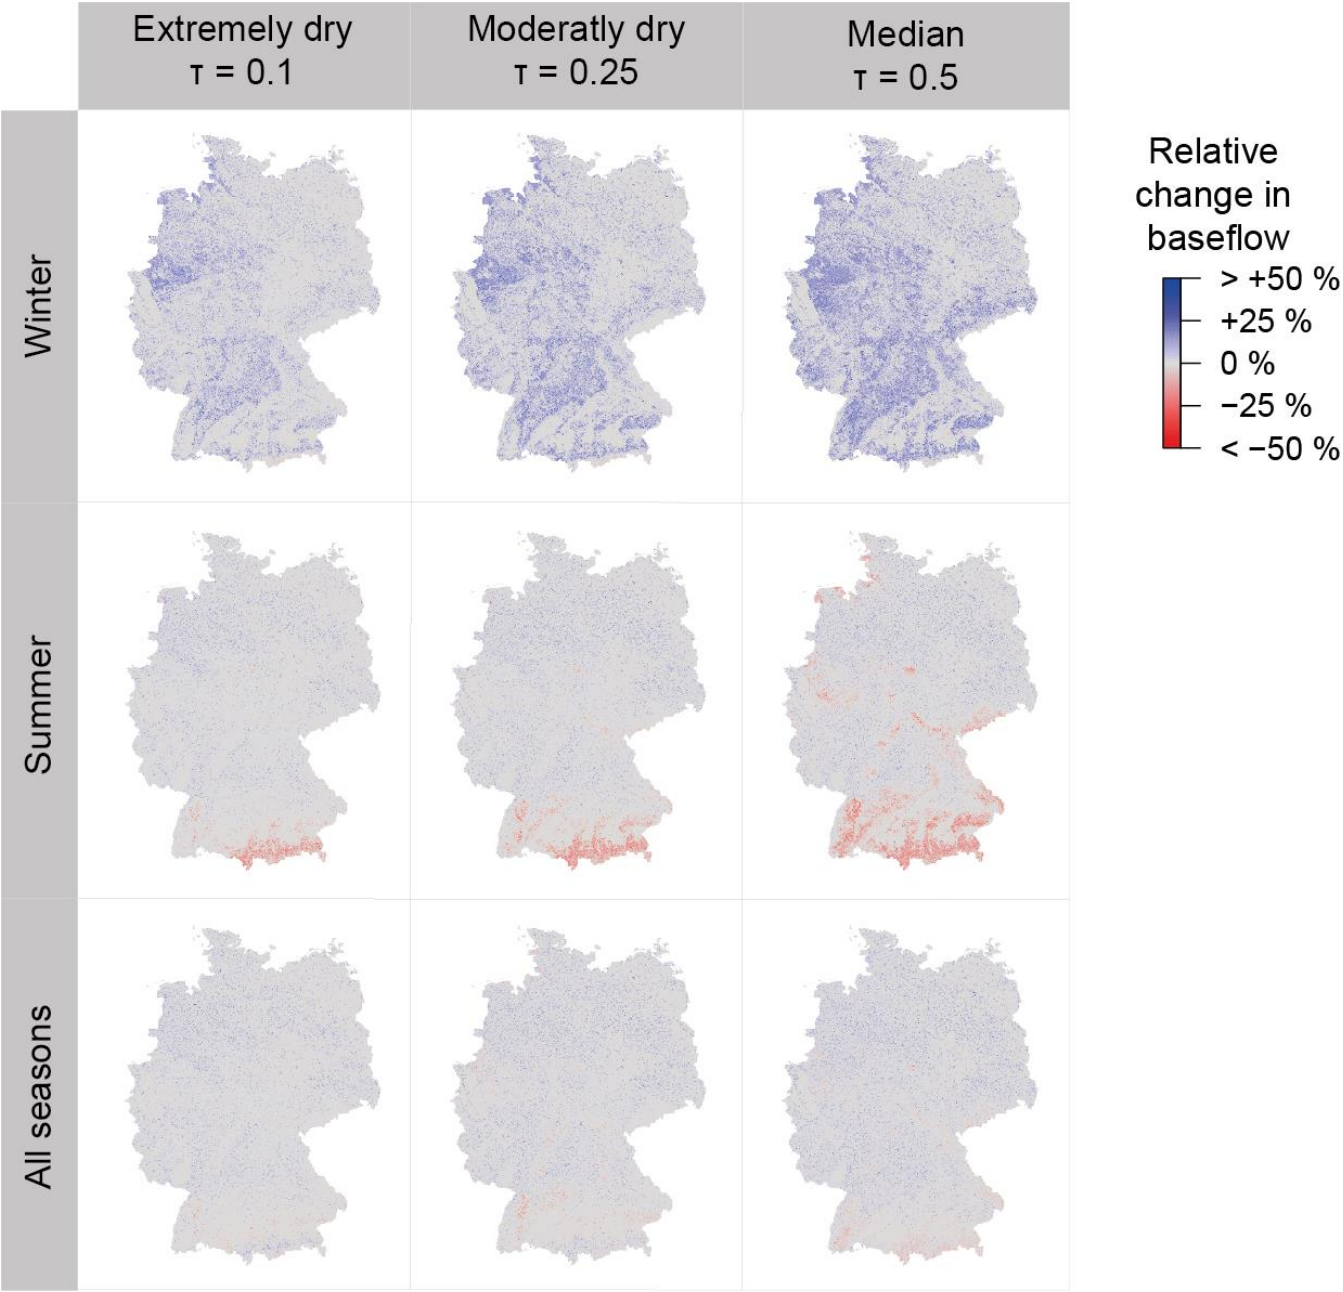 Extremely dry
τ = 0.1
Moderatly dry
τ = 0.25
Median
τ = 0.5
Relative
change in
baseflow
> +50 %
+25 %
0 %
−25 %
< −50 %
Winter
Summer
All seasons